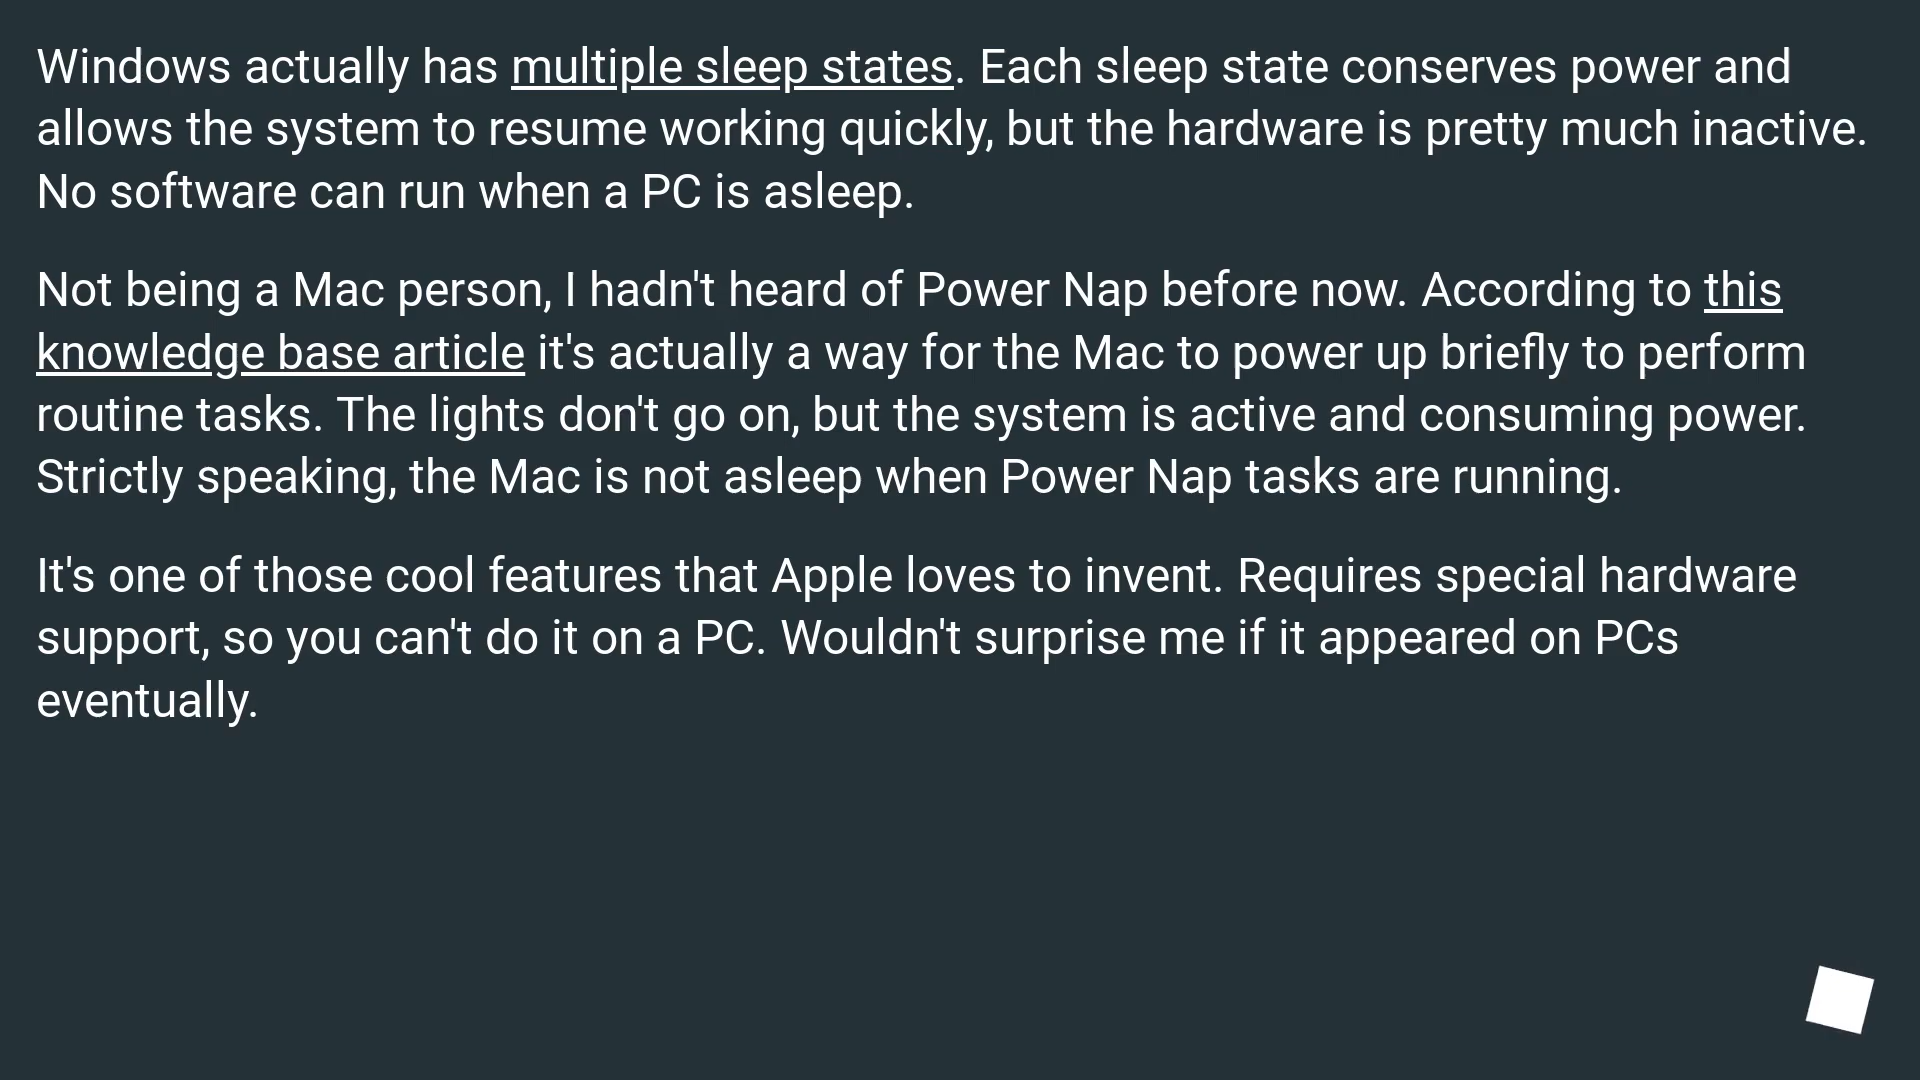 Windows actually has multiple sleep states. Each sleep state conserves power and
allows the system to resume working quickly, but the hardware is pretty much inactive.
No software can run when a PC is asleep.
Not being a Mac person, I hadn't heard of Power Nap before now. According to this
knowledge base article it's actually a way for the Mac to power up briefly to perform
routine tasks. The lights don't go on, but the system is active and consuming power.
Strictly speaking, the Mac is not asleep when Power Nap tasks are running.
It's one of those cool features that Apple loves to invent. Requires special hardware
support, so you can't do it on a PC. Wouldn't surprise me if it appeared on PCs
eventually.